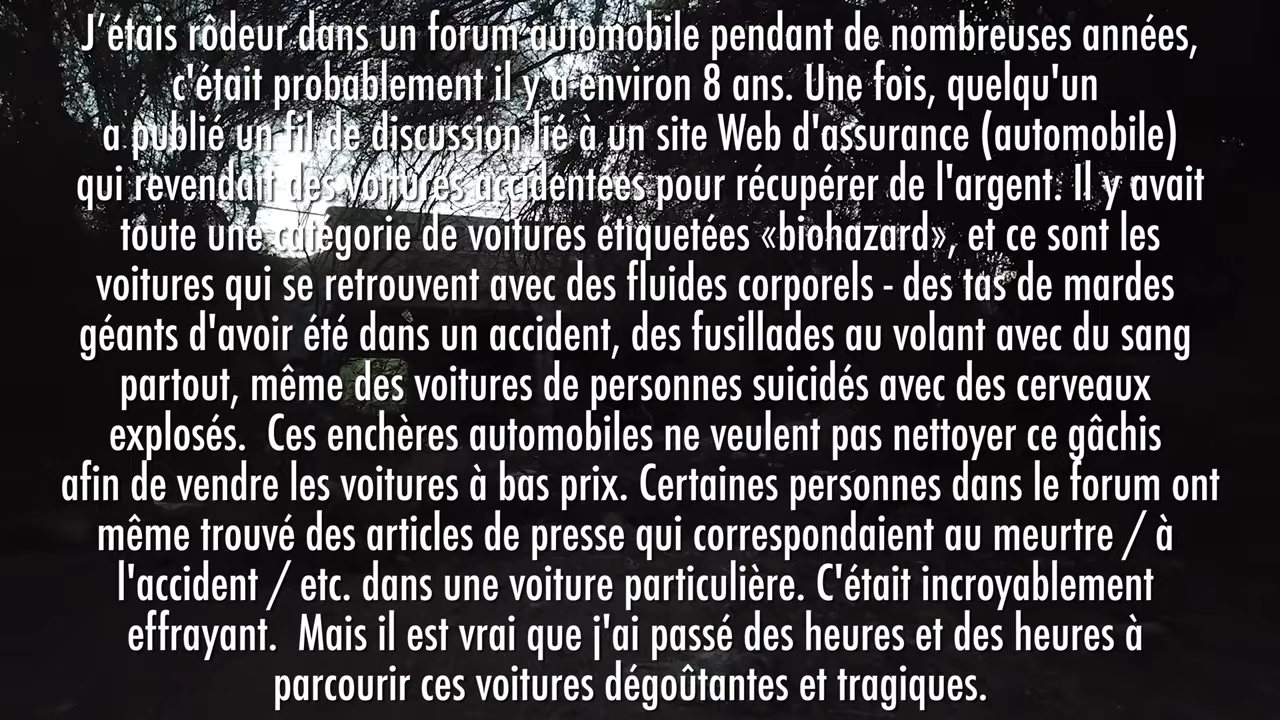 J’étais rôdeur dans un forum automobile pendant de nombreuses années,
c'était probablement il y a environ 8 ans. Une fois, quelqu'un
a publié un fil de discussion lié à un site Web d'assurance (automobile)
qui revendait des voitures accidentées pour récupérer de l'argent. Il y avait
toute une catégorie de voitures étiquetées «biohazard», et ce sont les
voitures qui se retrouvent avec des fluides corporels - des tas de mardes
géants d'avoir été dans un accident, des fusillades au volant avec du sang
partout, même des voitures de personnes suicidés avec des cerveaux
explosés.  Ces enchères automobiles ne veulent pas nettoyer ce gâchis
afin de vendre les voitures à bas prix. Certaines personnes dans le forum ont
même trouvé des articles de presse qui correspondaient au meurtre / à
l'accident / etc. dans une voiture particulière. C'était incroyablement
effrayant.  Mais il est vrai que j'ai passé des heures et des heures à
parcourir ces voitures dégoûtantes et tragiques.